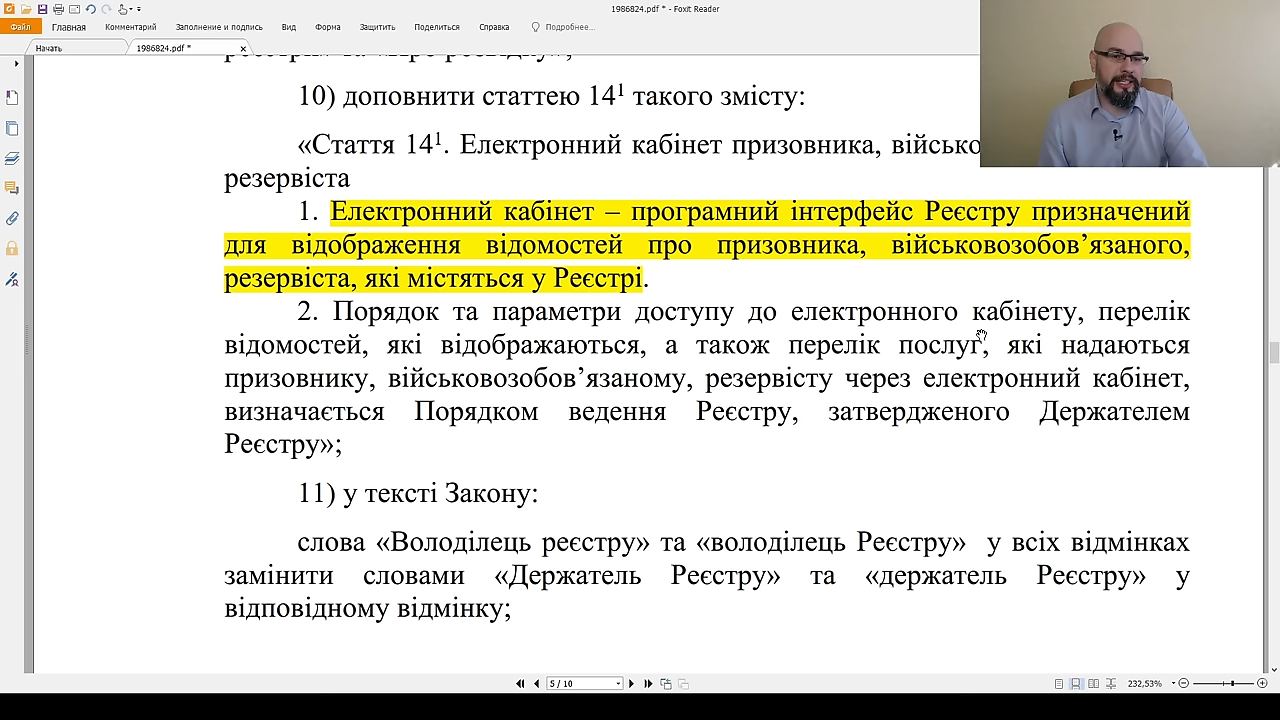 1986824.pdf * - Foxit Reader
Файл Главная Комментарий Заполнение и подпись Вид Форма Защитить Поделиться Справка Подробнее...
Начать 1986824.pdf *
10) доповнити статтею 14¹ такого змісту:
«Стаття 14¹. Електронний кабінет призовника, військо
резервіста
1. Електронний кабінет – програмний інтерфейс Реєстру призначений
для відображення відомостей про призовника, військовозобов’язаного,
резервіста, які містяться у Реєстрі.
2. Порядок та параметри доступу до електронного кабінету, перелік
відомостей, які відображаються, а також перелік послуг, які надаються
призовнику, військовозобов’язаному, резервісту через електронний кабінет,
визначається Порядком ведення Реєстру, затвердженого Держателем
Реєстру»;
11) у тексті Закону:
слова «Володілець реєстру» та «володілець Реєстру» у всіх відмінках
замінити словами «Держатель Реєстру» та «держатель Реєстру» у
відповідному відмінку;
5 / 10 232,53%